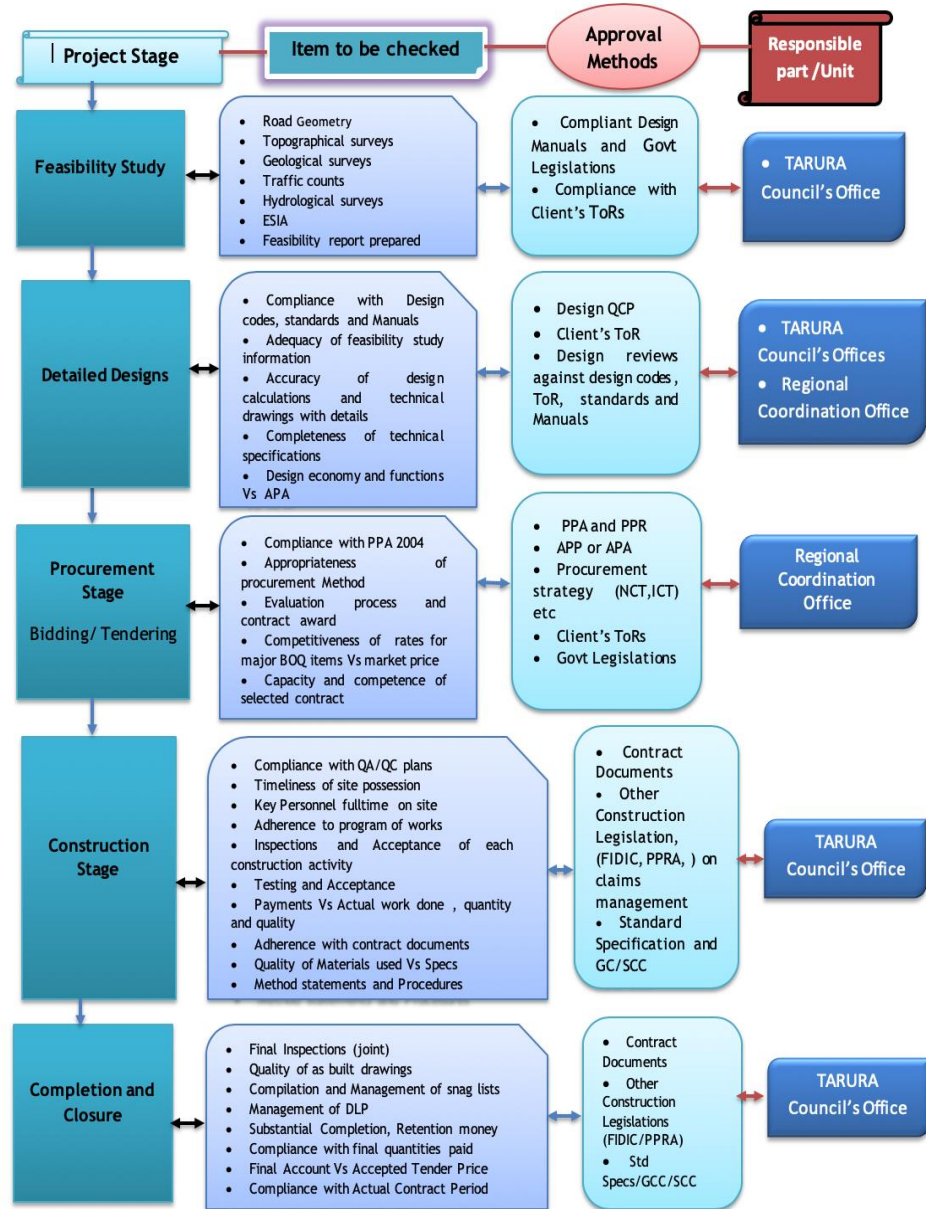 Project Stage
Item to be checked
Approval
Methods
Responsible
part /Unit
Feasibility Study
• Road Geometry
• Topographical surveys
• Geological surveys
• Traffic counts
• Hydrological surveys
• ESIA
• Feasibility report prepared
• Compliant Design
Manuals and Govt
Legislations
• Compliance with
Client's ToRs
• TARURA
Council's Office
Detailed Designs
• Compliance with Design
codes, standards and Manuals
• Adequacy of feasibility study
information
• Accuracy of design
calculations and technical
drawings with details
• Completeness of technical
specifications
• Design economy and functions
Vs APA
• Design QCP
• Client's ToR
• Design reviews
against design codes,
ToR, standards and
Manuals
• TARURA
Council's Offices
• Regional
Coordination Office
Procurement
Stage
Bidding/ Tendering
• Compliance with PPA 2004
• Appropriateness of
procurement Method
• Evaluation process and
contract award
• Competitiveness of rates for
major BOQ items Vs market price
• Capacity and competence of
selected contract
• PPA and PPR
• APP or APA
• Procurement
strategy (NCT,ICT)
etc
• Client's ToRs
• Govt Legislations
Regional
Coordination
Office
Construction
Stage
• Compliance with QA/QC plans
• Timeliness of site possession
• Key Personnel fulltime on site
• Adherence to program of works
• Inspections and Acceptance of each
construction activity
• Testing and Acceptance
• Payments Vs Actual work done , quantity
and quality
• Adherence with contract documents
• Quality of Materials used Vs Specs
• Method statements and Procedures
• Contract
Documents
• Other
Construction
Legislation,
(FIDIC, PPRA, ) on
claims
management
• Standard
Specification and
GC/SCC
TARURA
Council's Office
Completion and
Closure
• Final Inspections (joint)
• Quality of as built drawings
• Compilation and Management of snag lists
• Management of DLP
• Substantial Completion, Retention money
• Compliance with final quantities paid
• Final Account Vs Accepted Tender Price
• Compliance with Actual Contract Period
• Contract
Documents
• Other
Construction
Legislations
(FIDIC/PPRA)
• Std
Specs/GCC/SCC
TARURA
Council's Office